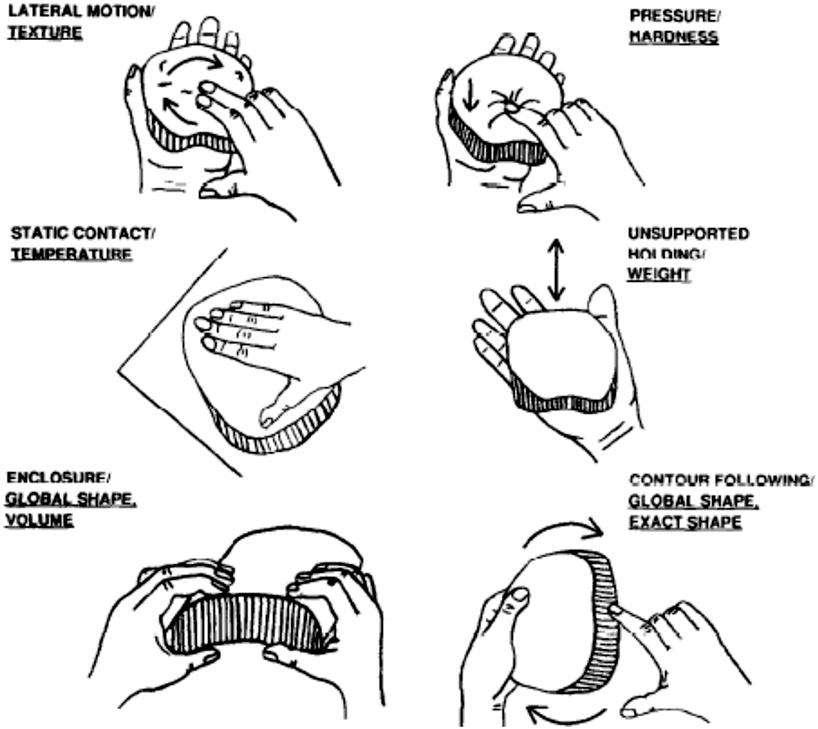 LATERAL MOTION/
TEXTURE
PRESSURE/
HARDNESS
STATIC CONTACT/
TEMPERATURE
UNSUPPORTED
HOLDING/
WEIGHT
ENCLOSURE/
GLOBAL SHAPE,
VOLUME
CONTOUR FOLLOWING/
GLOBAL SHAPE,
EXACT SHAPE